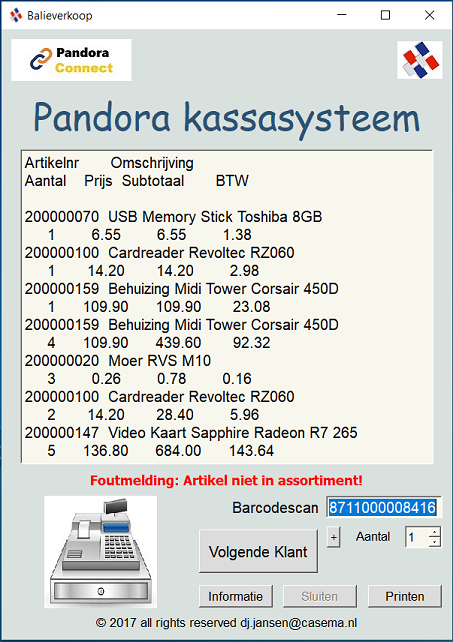 Balieverkoop
Pandora
Connect
Pandora kassasysteem
Artikelnr Omschrijving
Aantal Prijs Subtotaal BTW
200000070 USB Memory Stick Toshiba 8GB
1 6.55 6.55 1.38
200000100 Cardreader Revoltec RZ060
1 14.20 14.20 2.98
200000159 Behuizing Midi Tower Corsair 450D
1 109.90 109.90 23.08
200000159 Behuizing Midi Tower Corsair 450D
4 109.90 439.60 92.32
200000020 Moer RVS M10
3 0.26 0.78 0.16
200000100 Cardreader Revoltec RZ060
2 14.20 28.40 5.96
200000147 Video Kaart Sapphire Radeon R7 265
5 136.80 684.00 143.64
Foutmelding: Artikel niet in assortiment!
Barcodescan 8711000008416
Volgende Klant + Aantal 1
Informatie Sluiten Printen
© 2017 all rights reserved dj.jansen@casema.nl